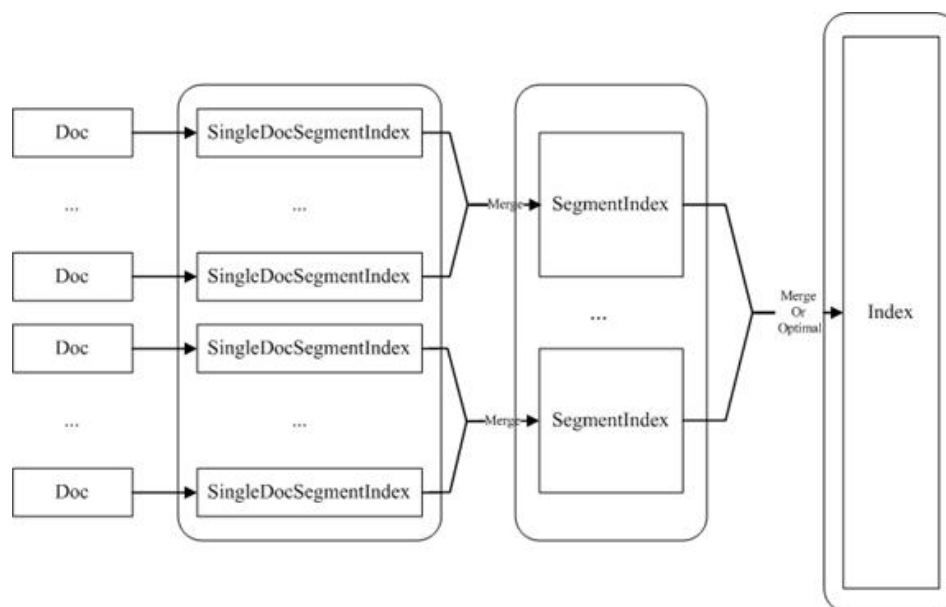 Doc
SingleDocSegmentIndex
...
...
Doc
SingleDocSegmentIndex
Merge
SegmentIndex
Doc
SingleDocSegmentIndex
...
...
Doc
SingleDocSegmentIndex
Merge
SegmentIndex
...
Merge
Or
Optimal
Index